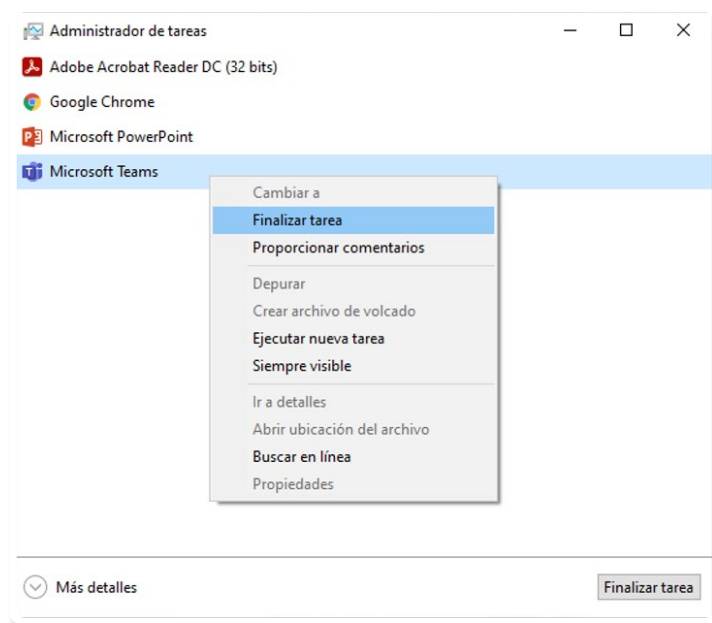 Administrador de tareas
Adobe Acrobat Reader DC (32 bits)
Google Chrome
Microsoft PowerPoint
Microsoft Teams
Cambiar a
Finalizar tarea
Proporcionar comentarios
Depurar
Crear archivo de volcado
Ejecutar nueva tarea
Siempre visible
Ir a detalles
Abrir ubicación del archivo
Buscar en línea
Propiedades
Más detalles
Finalizar tarea